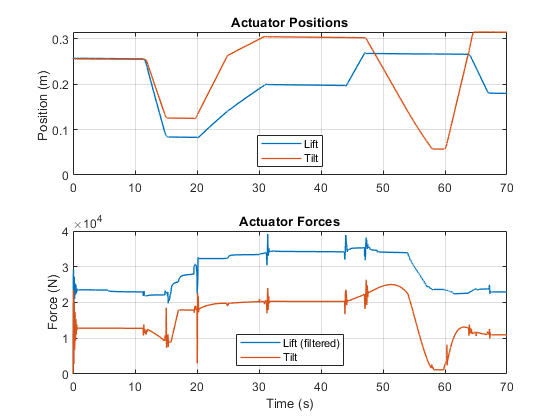 Actuator Positions
0.3
0.2
0.1
0
Position (m)
Lift
Tilt
0 10 20 30 40 50 60 70
Actuator Forces
×10^4
4
3
2
1
0
Force (N)
Lift (filtered)
Tilt
0 10 20 30 40 50 60 70
Time (s)